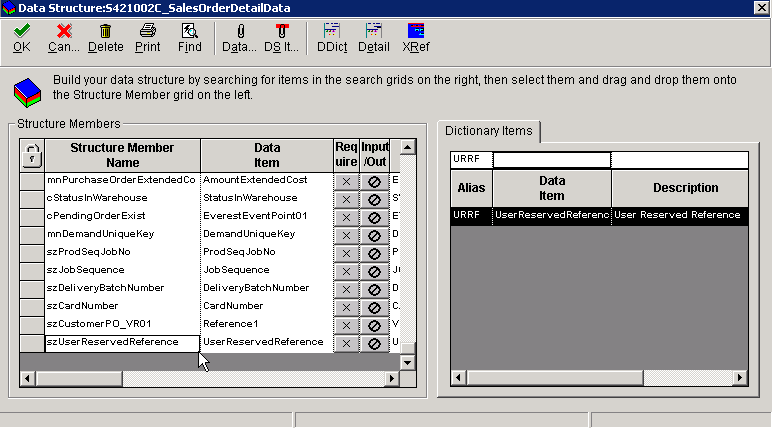 Data Structure:S421002C_SalesOrderDetailData
OK Can... Delete Print Find Data... DS It... DDict Detail XRef
Build your data structure by searching for items in the search grids on the right, then select them and drag and drop them onto
the Structure Member grid on the left.
Structure Members
Structure Member Name Data Item Req uire Input /Out
mnPurchaseOrderExtendedCo AmountExtendedCost E
cStatusInWarehouse StatusInWarehouse S
cPendingOrderExist EverestEventPoint01 E
mnDemandUniqueKey DemandUniqueKey D
szProdSeqJobNo ProdSeqJobNo P
szJobSequence JobSequence J
szDeliveryBatchNumber DeliveryBatchNumber D
szCardNumber CardNumber C
szCustomerPO_VR01 Reference1 V
szUserReservedReference UserReservedReference U
Dictionary Items
URRF
Alias Data Item Description
URRF UserReservedReferenc User Reserved Reference